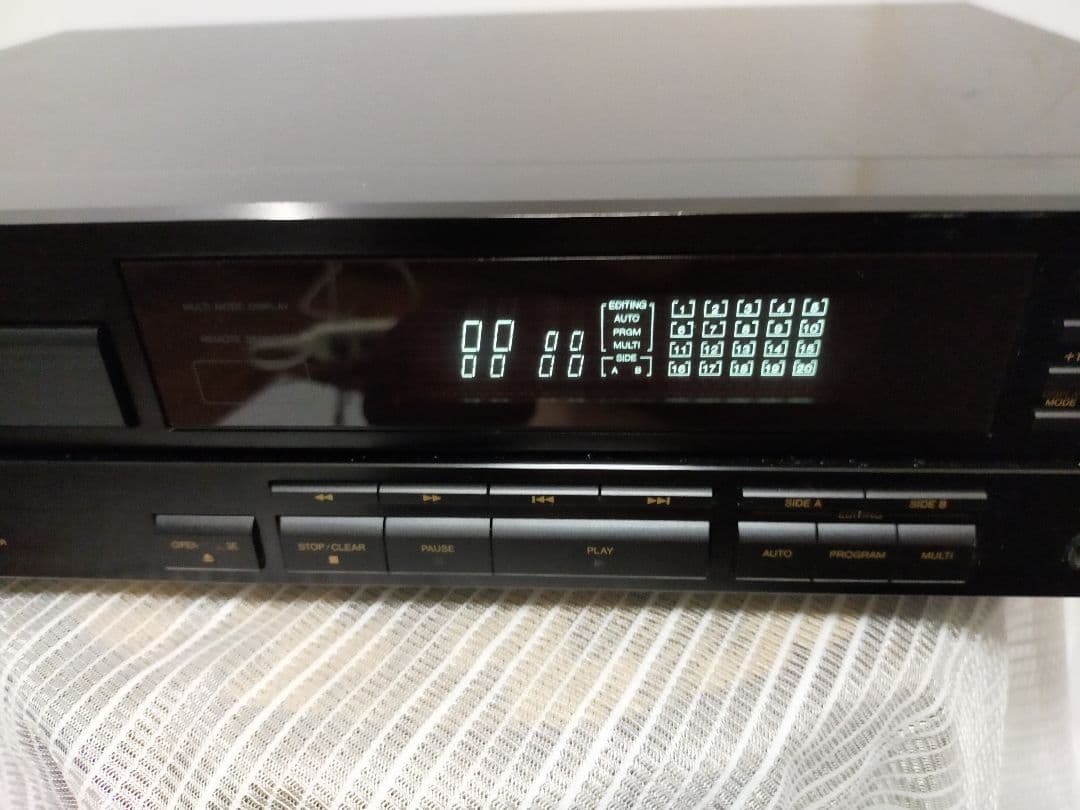 MULTI MODE DISPLAY
REMOTE
00 00
00 00
EDITING
AUTO
PRGM
MULTI
SIDE
A B
1 2 3 4 5
6 7 8 9 10
11 12 13 14 15
16 17 18 19 20
MODE
SIDE A SIDE B
EDITING
STOP/CLEAR
PAUSE
PLAY
AUTO
PROGRAM
MULTI